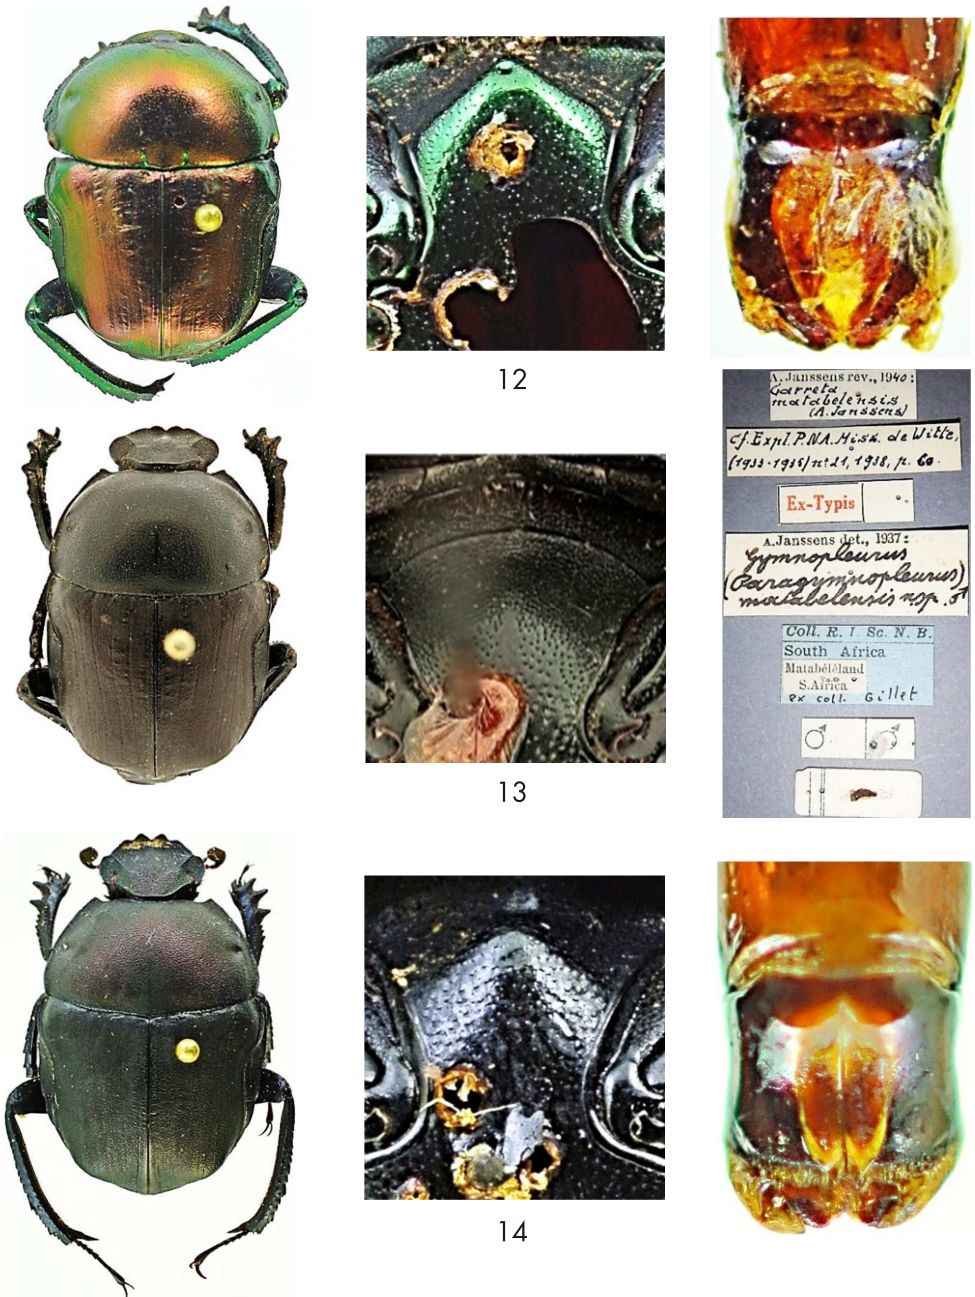 12
A. Janssens rev., 1940:
Garreta
matabelensis
(A. Janssens)
cf. Expl. P.N.A. Miss. de Witte,
(1933-1935) n° 21, 1938, p. 60.
Ex-Typis
A. Janssens det., 1937:
Gymnopleurus
(Paragymnopleurus)
matabelensis n.sp. ♂
Coll. R. I. Sc. N. B.
South Africa
Matabéléland
S. Africa
ex coll. Gillet
♂ ♂
13
14